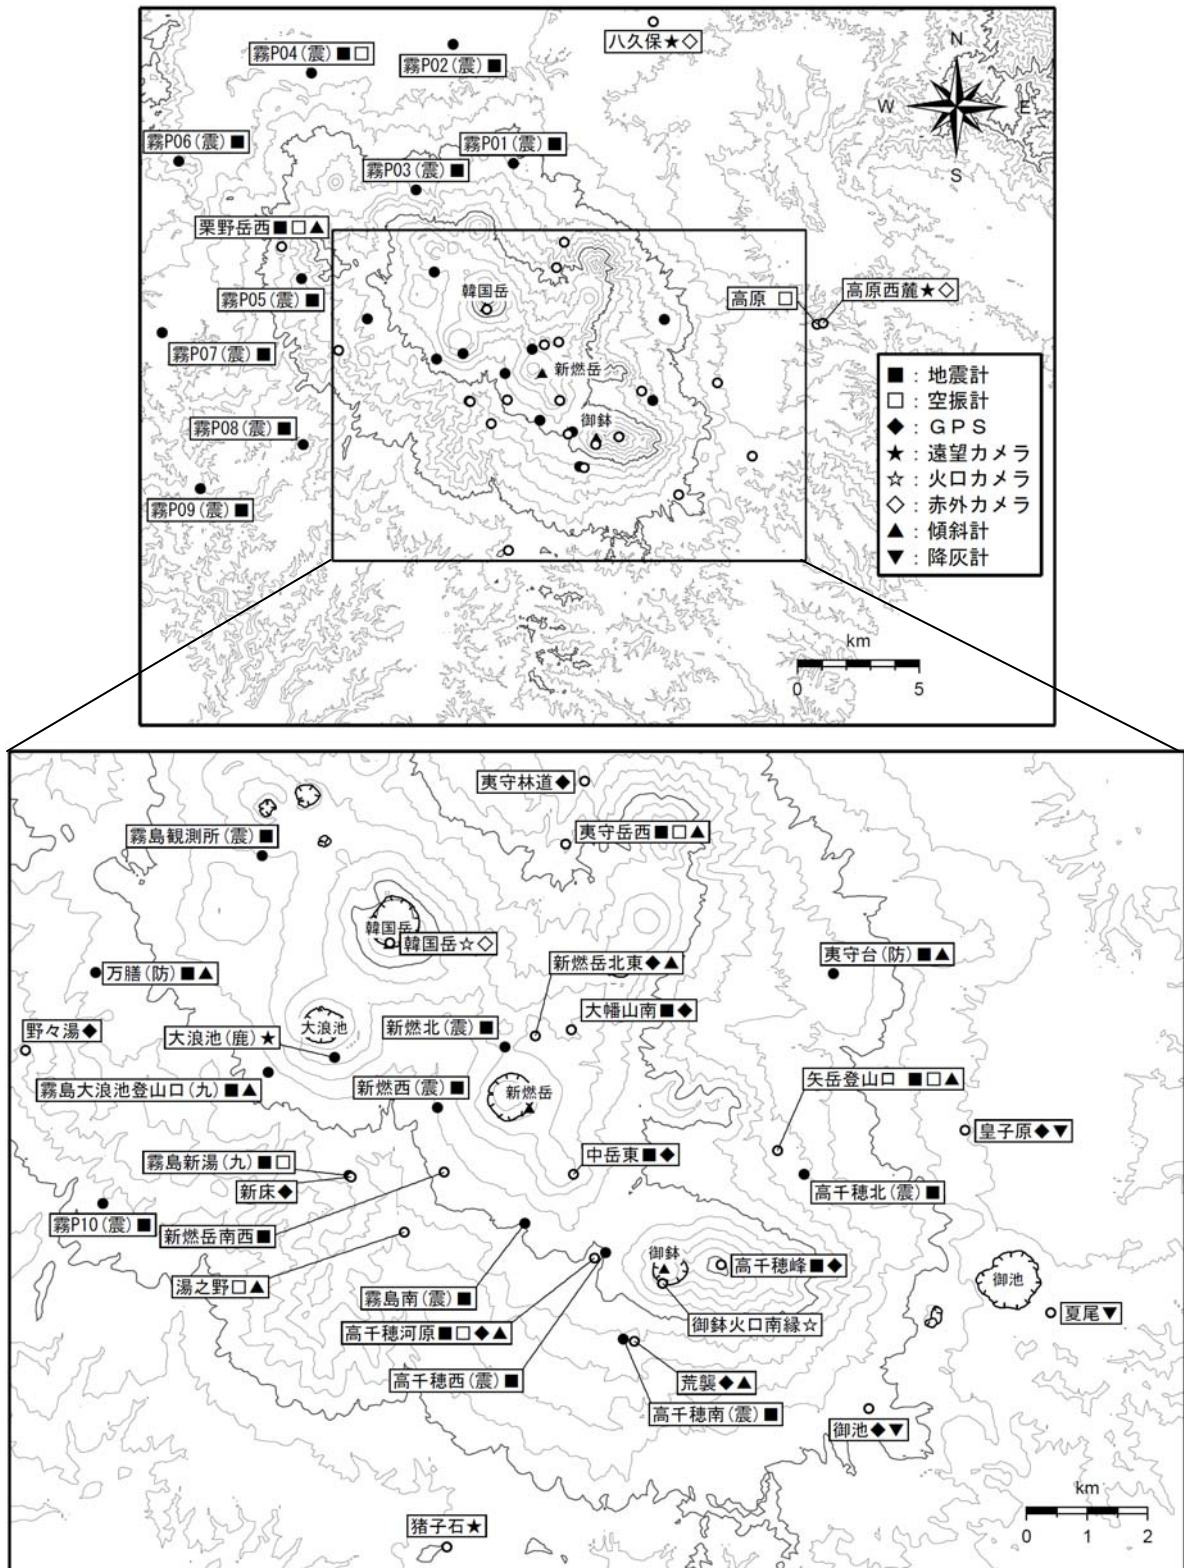 八久保★◇
霧P04(震)■□
霧P02(震)■
N
W
E
S
霧P06(震)■
霧P01(震)■
霧P03(震)■
栗野岳西■□▲
霧P05(震)■
韓国岳
高原 □
高原西麓★◇
霧P07(震)■
新燃岳
御鉢
霧P08(震)■
霧P09(震)■
■：地震計
□：空振計
◆：ＧＰＳ
★：遠望カメラ
☆：火口カメラ
◇：赤外カメラ
▲：傾斜計
▼：降灰計
km
0 5
夷守林道◆
霧島観測所(震)■
夷守岳西■□▲
韓国岳
韓国岳☆◇
万膳(防)■▲
新燃岳北東◆▲
夷守台(防)■▲
大浪池
大幡山南■◆
新燃北(震)■
野々湯◆
大浪池(鹿)★
霧島大浪池登山口(九)■▲
新燃西(震)■
新燃岳
矢岳登山口 ■□▲
皇子原◆▼
霧島新湯(九)■□
中岳東■◆
新床◆
高千穂北(震)■
霧P10(震)■
新燃岳南西■
御鉢
高千穂峰■◆
御池
湯之野□▲
霧島南(震)■
御鉢火口南縁☆
夏尾▼
高千穂河原■□◆▲
高千穂西(震)■
荒襲◆▲
高千穂南(震)■
御池◆▼
km
0 1 2
猪子石★